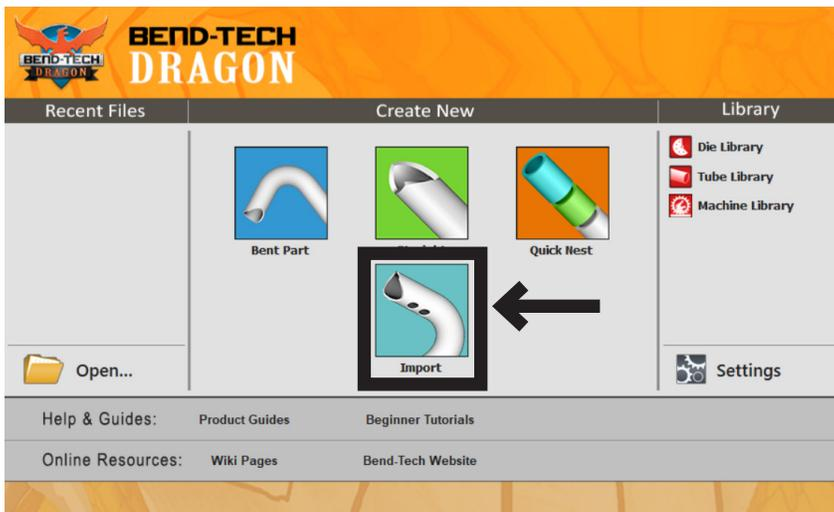 BEND-TECH
DRAGON
BEND-TECH
DRAGON
Recent Files
Create New
Library
Bent Part
Quick Nest
Import
Die Library
Tube Library
Machine Library
Open...
Settings
Help & Guides: Product Guides Beginner Tutorials
Online Resources: Wiki Pages Bend-Tech Website